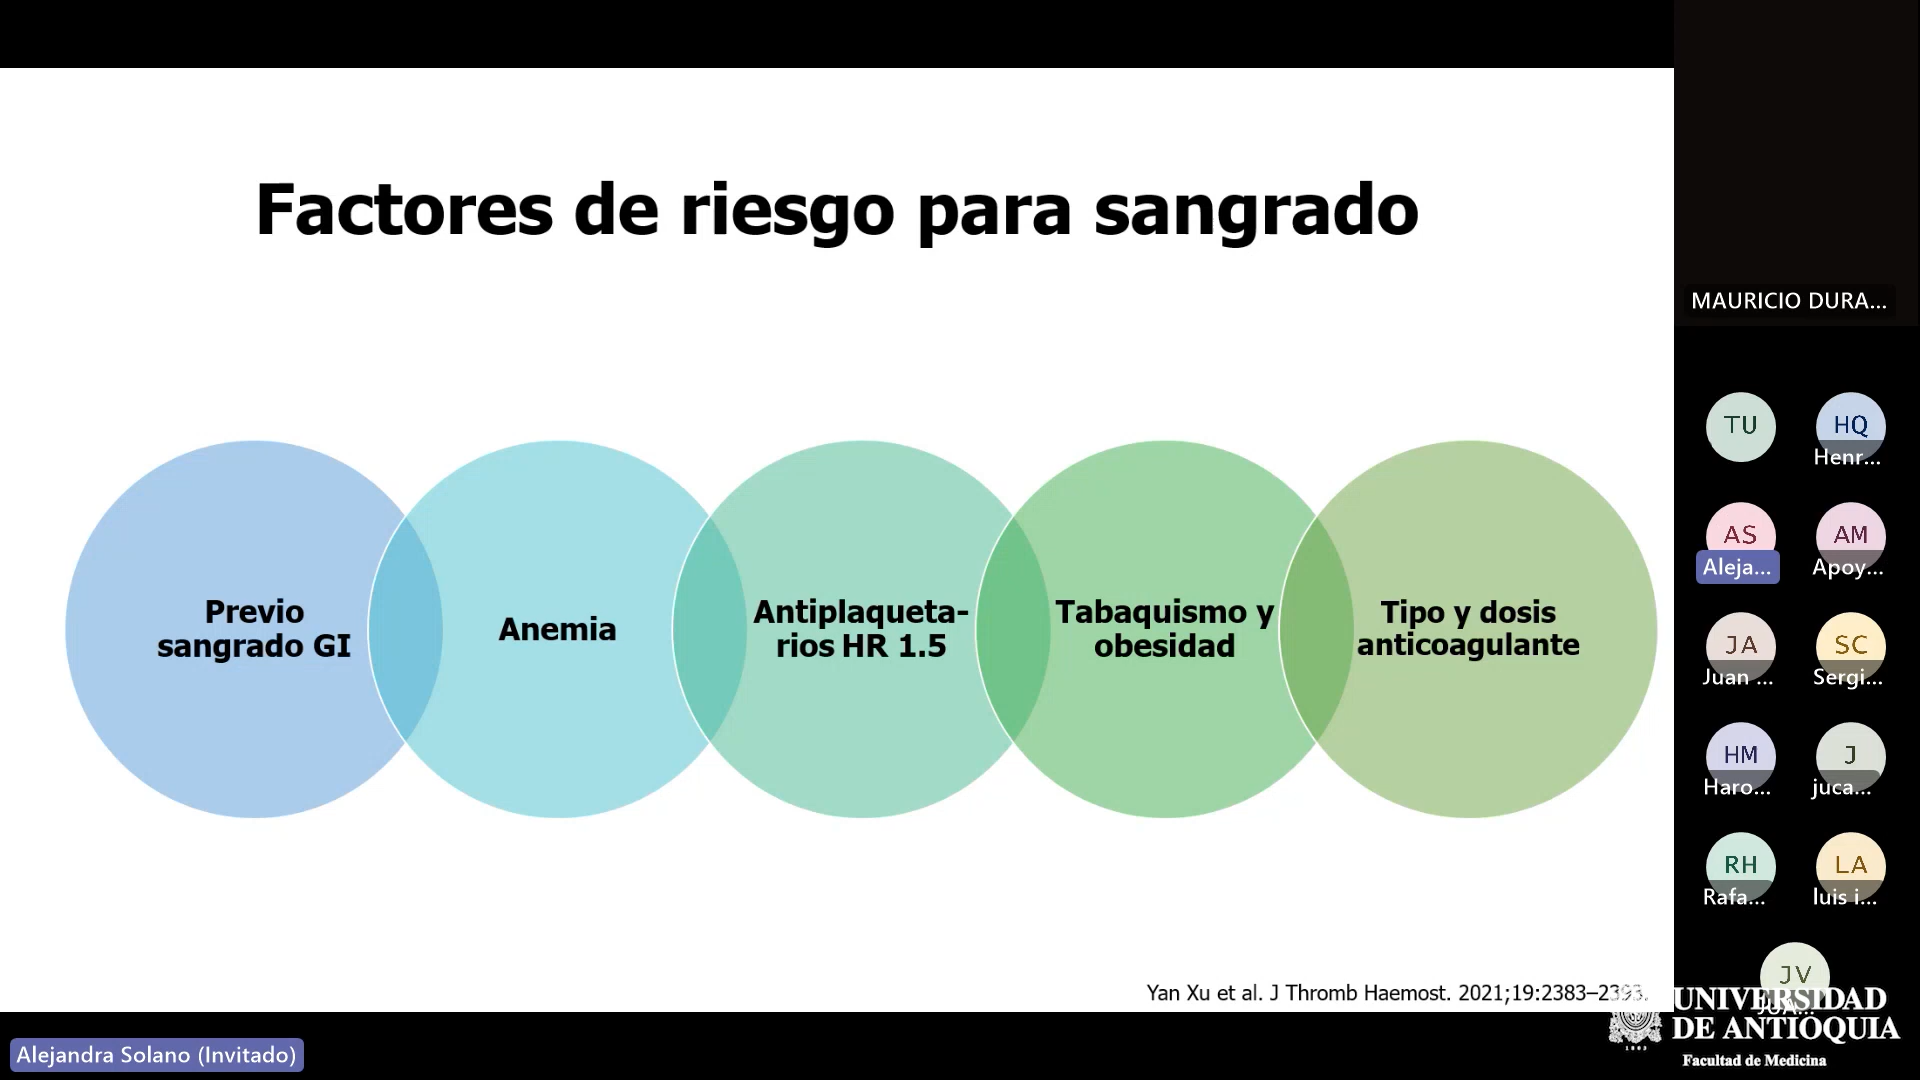 Factores de riesgo para sangrado
Previo
sangrado GI
Anemia
Antiplaqueta-
rios HR 1.5
Tabaquismo y
obesidad
Tipo y dosis
anticoagulante
Yan Xu et al. J Thromb Haemost. 2021;19:2383–2393.
MAURICIO DURA...
TU
HQ
Henr...
AS
Aleja...
AM
Apoy...
JA
Juan ...
SC
Sergi...
HM
Haro...
J
juca...
RH
Rafa...
LA
luis i...
JV
UNIVERSIDAD
DE ANTIOQUIA
1803
Facultad de Medicina
Alejandra Solano (Invitado)